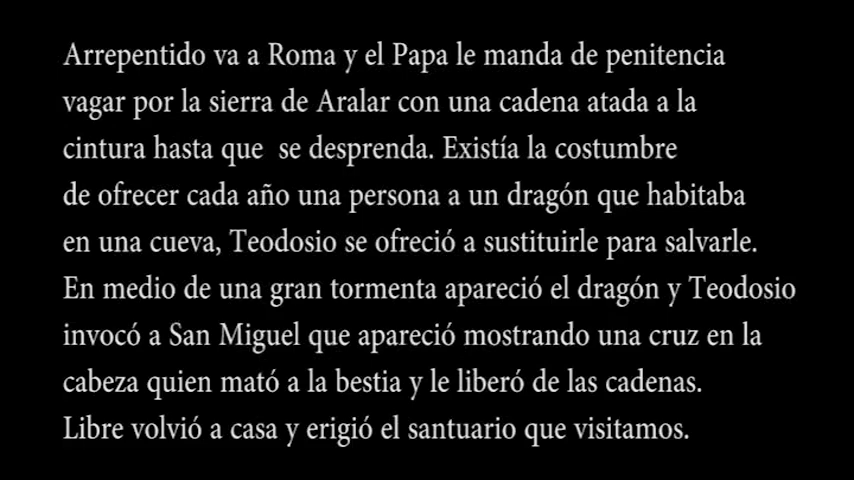 Arrepentido va a Roma y el Papa le manda de penitencia
vagar por la sierra de Aralar con una cadena atada a la
cintura hasta que  se desprenda. Existía la costumbre
de ofrecer cada año una persona a un dragón que habitaba
en una cueva, Teodosio se ofreció a sustituirle para salvarle.
En medio de una gran tormenta apareció el dragón y Teodosio
invocó a San Miguel que apareció mostrando una cruz en la
cabeza quien mató a la bestia y le liberó de las cadenas.
Libre volvió a casa y erigió el santuario que visitamos.